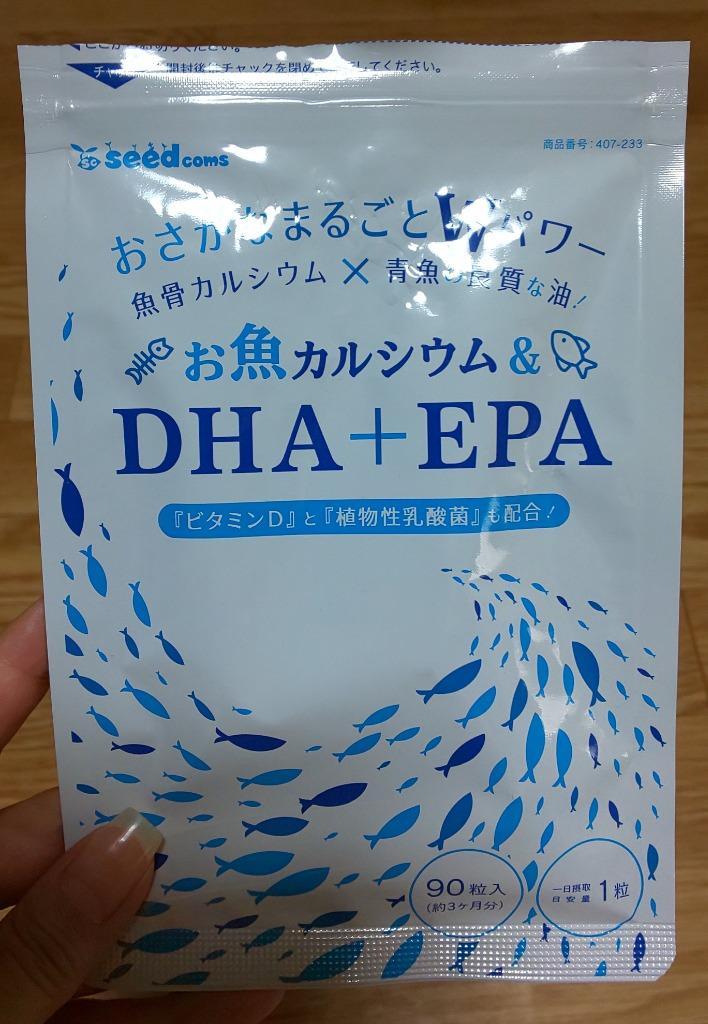 チャック 開封後はチャックを閉め してください。
seedcoms
商品番号:407-233
おさかなまるごとWパワー
魚骨カルシウム×青魚の良質な油!
お魚カルシウム&
DHA+EPA
『ビタミンD』と『植物性乳酸菌』も配合!
90粒入
(約3ヶ月分)
一日摂取
目安量
1粒